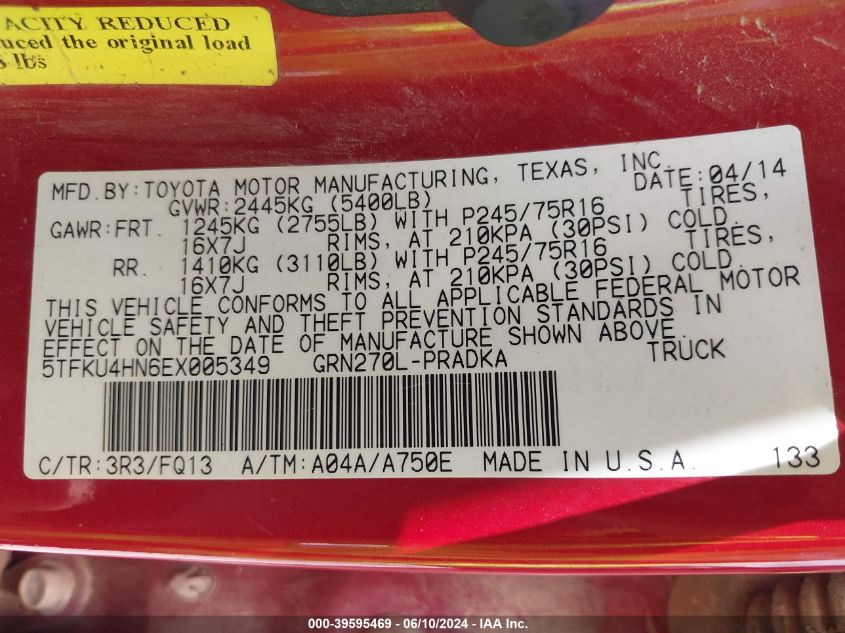 ACITY REDUCED
uced the original load
lbs
MFD.BY:TOYOTA MOTOR MANUFACTURING, TEXAS, INC.
GVWR:2445KG (5400LB) DATE:04/14
GAWR:FRT. 1245KG (2755LB) WITH P245/75R16 TIRES,
16X7J RIMS, AT 210KPA (30PSI) COLD.
RR. 1410KG (3110LB) WITH P245/75R16 TIRES,
16X7J RIMS, AT 210KPA (30PSI) COLD.
THIS VEHICLE CONFORMS TO ALL APPLICABLE FEDERAL MOTOR
VEHICLE SAFETY AND THEFT PREVENTION STANDARDS IN
EFFECT ON THE DATE OF MANUFACTURE SHOWN ABOVE.
5TFKU4HN6EX005349 GRN270L-PRADKA TRUCK
C/TR:3R3/FQ13 A/TM:A04A/A750E MADE IN U.S.A. 133
000-39595469 - 06/10/2024 - IAA Inc.